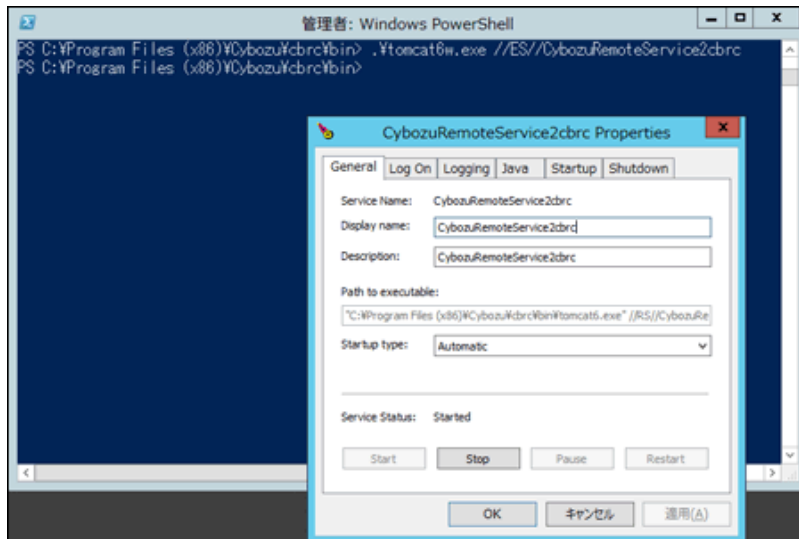 管理者: Windows PowerShell
PS C:¥Program Files (x86)¥Cybozu¥cbrc¥bin> .¥tomcat6w.exe //ES//CybozuRemoteService2cbrc
PS C:¥Program Files (x86)¥Cybozu¥cbrc¥bin>
CybozuRemoteService2cbrc Properties
General Log On Logging Java Startup Shutdown
Service Name: CybozuRemoteService2cbrc
Display name: CybozuRemoteService2cbrc
Description: CybozuRemoteService2cbrc
Path to executable:
"C:¥Program Files (x86)¥Cybozu¥cbrc¥bin¥tomcat6.exe" //RS//CybozuRe
Startup type: Automatic
Service Status: Started
Start Stop Pause Restart
OK キャンセル 適用(A)